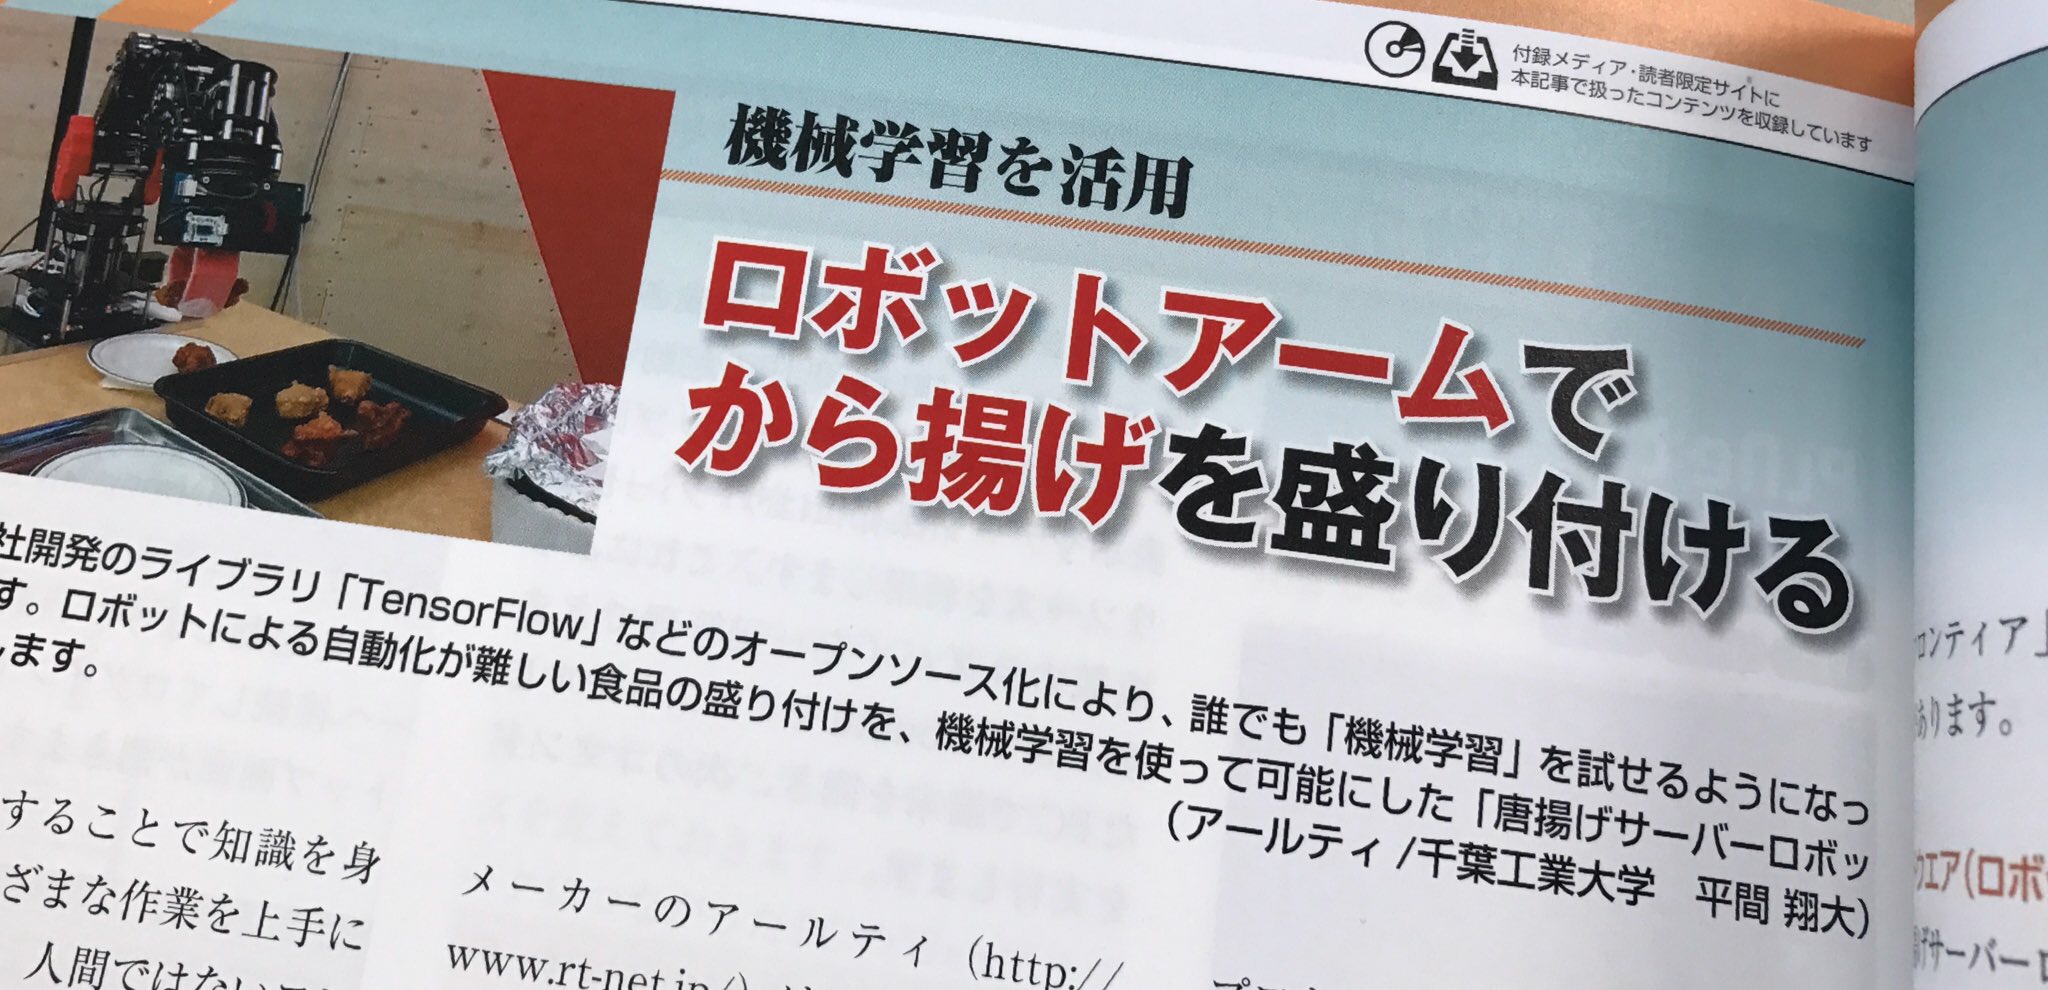 付録メディア・読者限定サイトに
本記事で扱ったコンテンツを収録しています
機械学習を活用
ロボットアームで
から揚げを盛り付ける
社開発のライブラリ「TensorFlow」などのオープンソース化により、誰でも「機械学習」を試せるようになっ
す。ロボットによる自動化が難しい食品の盛り付けを、機械学習を使って可能にした「唐揚げサーバーロボッ
します。
（アールティ/千葉工業大学　平間 翔大）
することで知識を身
ざまな作業を上手に
人間ではない
メーカーのアールティ（http://
www.rt-net.jp/）
ロンティア」
あります。
ウエア(ロボ
げサーバーロ